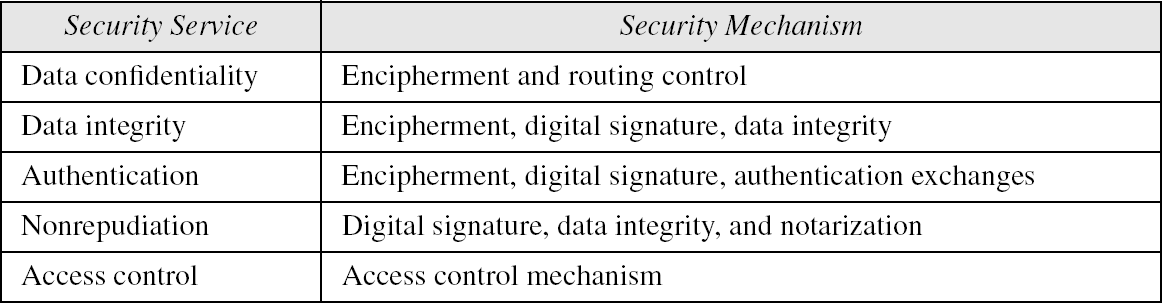 Security Service Security Mechanism
Data confidentiality Encipherment and routing control
Data integrity Encipherment, digital signature, data integrity
Authentication Encipherment, digital signature, authentication exchanges
Nonrepudiation Digital signature, data integrity, and notarization
Access control Access control mechanism